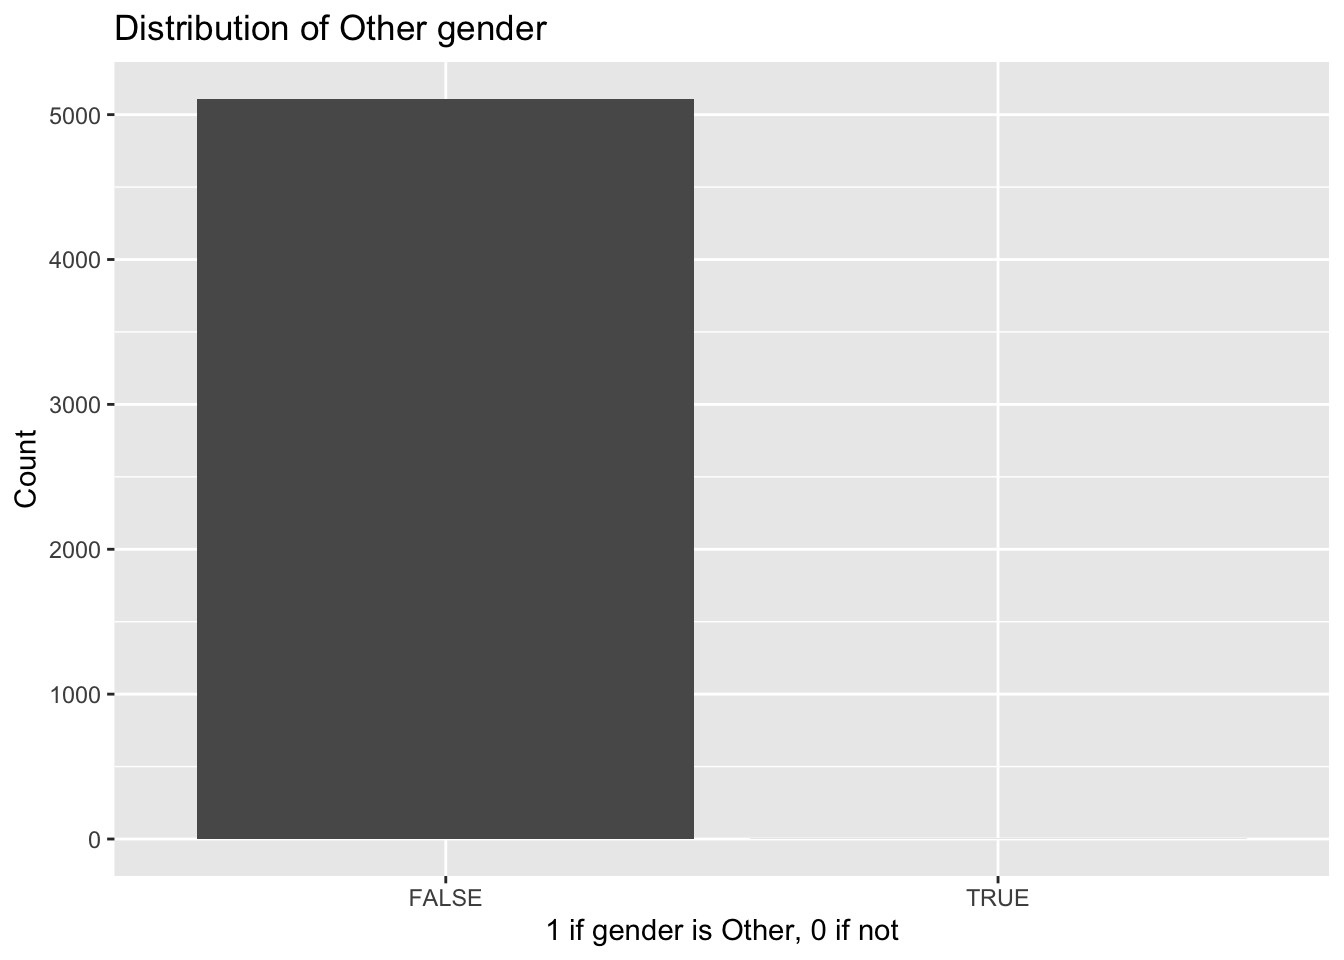 Distribution of Other gender
5000
4000
3000
2000
1000
0
Count
FALSE
TRUE
1 if gender is Other, 0 if not